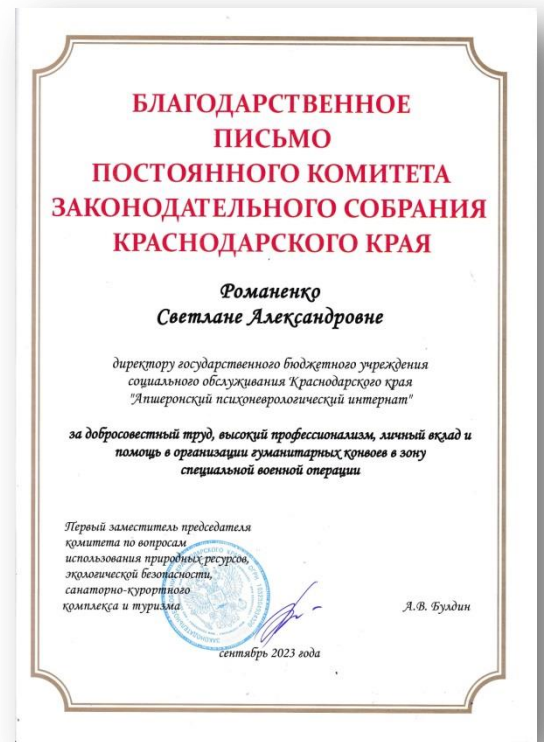 БЛАГОДАРСТВЕННОЕ
ПИСЬМО
ПОСТОЯННОГО КОМИТЕТА
ЗАКОНОДАТЕЛЬНОГО СОБРАНИЯ
КРАСНОДАРСКОГО КРАЯ
Романенко
Светлане Александровне
директору государственного бюджетного учреждения
социального обслуживания Краснодарского края
"Апшеронский психоневрологический интернат"
за добросовестный труд, высокий профессионализм, личный вклад и
помощь в организации гуманитарных конвоев в зону
специальной военной операции
Первый заместитель председателя
комитета по вопросам
использования природных ресурсов,
экологической безопасности,
санаторно-курортного
комплекса и туризма
А.В. Булдин
сентябрь 2023 года